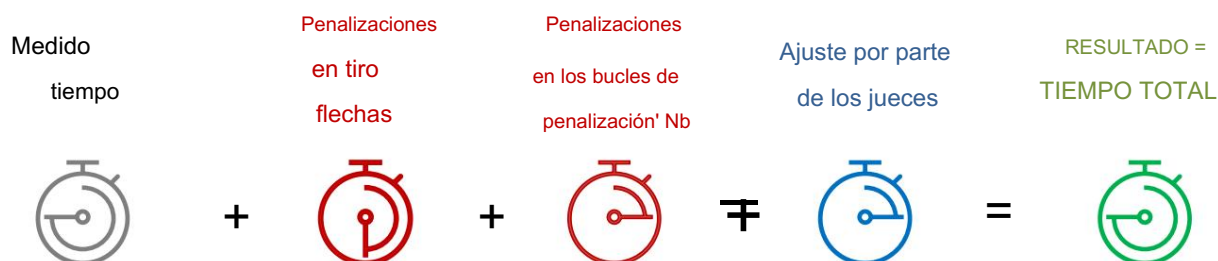 Medido
tiempo
Penalizaciones
en tiro
flechas
Penalizaciones
en los bucles de
penalización' Nb
Ajuste por parte
de los jueces
RESULTADO =
TIEMPO TOTAL
+ + ∓ =